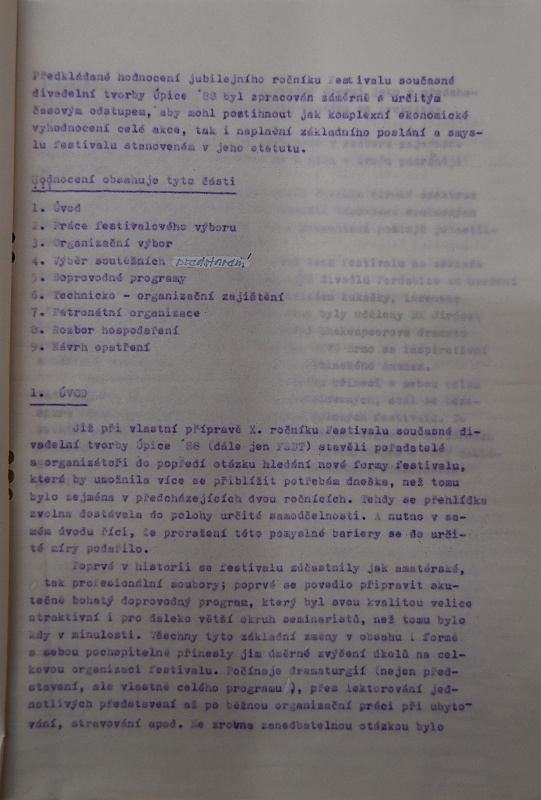 Předkládané hodnocení jubilejního ročníku Festivalu současné
divadelní tvorby Úpice ´88 byl zpracován záměrně s určitým
časovým odstupem, aby mohl postihnout jak komplexní ekonomické
vyhodnocení celé akce, tak i naplnění základního poslání a smys-
lu festivalu stanoveném v jeho statutu.
Hodnocení obsahuje tyto části
1. Úvod
2. Práce festivalového výboru
3. Organizační výbor
4. Výběr soutěžních představení
5. Doprovodné programy
6. Technicko - organizační zajištění
7. Patronátní organizace
8. Rozbor hospodaření
9. Návrh opatření
1. ÚVOD
Již při vlastní přípravě X. ročníku Festivalu současné di-
vadelní tvorby Úpice ´88 (dále jen FSDT) stavěli pořadatelé
a organizátoři do popředí otázku hledání nové formy festivalu,
která by umožnila více se přiblížit potřebám dneška, než tomu
bylo zejména v předcházejících dvou ročnících. Tehdy se přehlídka
zvolna dostávala do polohy určité samoúčelnosti. A nutno v sa-
mém úvodu říci, že proražení této pomyslné bariery se do urči-
té míry podařilo.
Poprvé v historii se festivalu zúčastnily jak amatérské,
tak profesionální soubory; poprvé se povedlo připravit sku-
tečně bohatý doprovodný program, který byl svou kvalitou velice
atraktivní i pro daleko větší okruh seminaristů, než tomu bylo
kdy v minulosti. Všechny tyto základní změny v obsahu i formě
s sebou pochopitelně přinesly jim úměrné zvýšení úkolů na cel-
kovou organizaci festivalu. Počínaje dramaturgií (nejen před-
stavení, ale vlastně celého programu), přes lektorování jed-
notlivých představení až po běžnou organizační práci při ubyto-
vání, stravování apod. Ne zrovna zanedbatelnou otázkou bylo